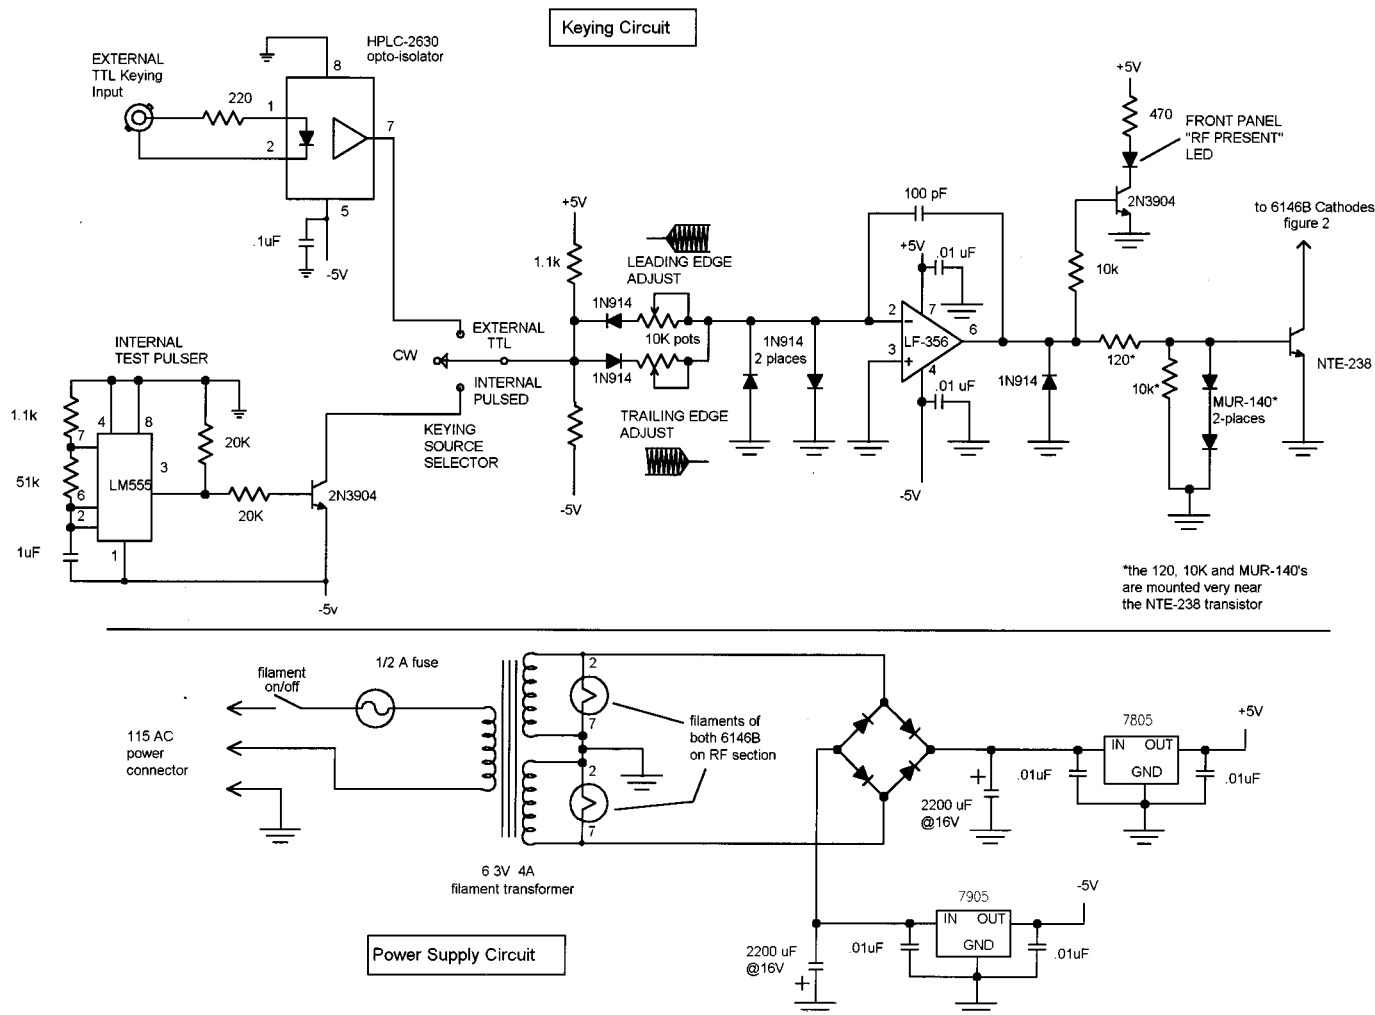 Keying Circuit
EXTERNAL
TTL Keying
Input
HPLC-2630
opto-isolator
8
220
1
2
7
5
.1uF
-5V
INTERNAL
TEST PULSER
1.1k
7
51k
6
2
1uF
4
8
LM555
3
1
20K
20K
2N3904
-5v
CW
EXTERNAL
TTL
INTERNAL
PULSED
KEYING
SOURCE
SELECTOR
+5V
1.1k
-5V
LEADING EDGE
ADJUST
1N914
10K pots
1N914
TRAILING EDGE
ADJUST
1N914
2 places
100 pF
+5V
.01 uF
2
7
6
LF-356
3
4
.01 uF
-5V
1N914
+5V
470
FRONT PANEL
"RF PRESENT"
LED
2N3904
10k
120*
10k*
MUR-140*
2-places
to 6146B Cathodes
figure 2
NTE-238
*the 120, 10K and MUR-140's
are mounted very near
the NTE-238 transistor
filament
on/off
1/2 A fuse
115 AC
power
connector
2
7
2
7
filaments of
both 6146B
on RF section
6 3V 4A
filament transformer
2200 uF
@16V
+
.01uF
7805
IN OUT
GND
.01uF
+5V
2200 uF
@16V
+
.01uF
7905
IN OUT
GND
.01uF
-5V
Power Supply Circuit